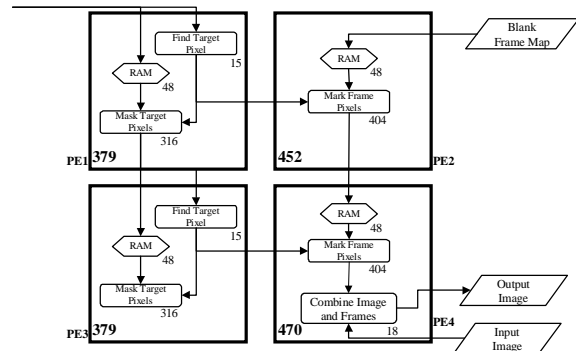 Find Target
Pixel
15
RAM
48
Mask Target
Pixels
316
PE1
379
Blank
Frame Map
RAM
48
Mark Frame
Pixels
404
452
PE2
Find Target
Pixel
15
RAM
48
Mask Target
Pixels
316
PE3
379
RAM
48
Mark Frame
Pixels
404
Combine Image
and Frames
18
470
PE4
Output
Image
Input
Image